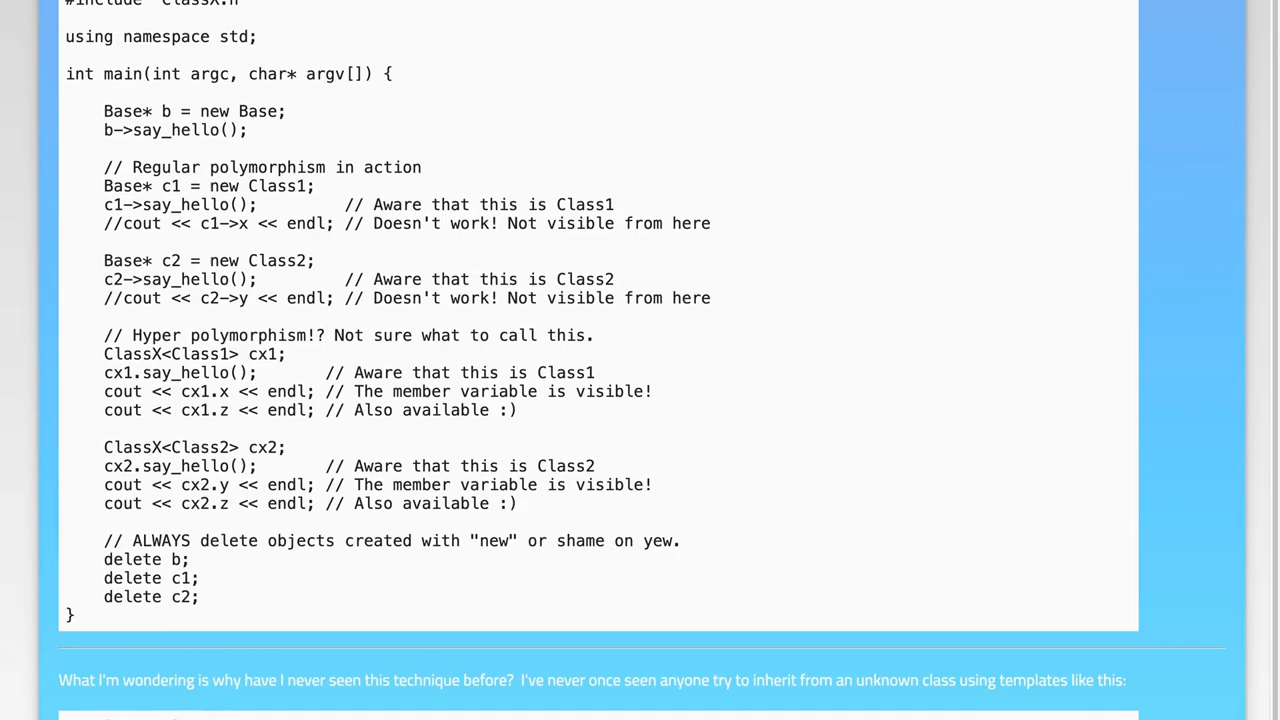 #include "ClassX.h"
using namespace std;
int main(int argc, char* argv[]) {
Base* b = new Base;
b->say_hello();
// Regular polymorphism in action
Base* c1 = new Class1;
c1->say_hello();         // Aware that this is Class1
//cout << c1->x << endl; // Doesn't work! Not visible from here
Base* c2 = new Class2;
c2->say_hello();         // Aware that this is Class2
//cout << c2->y << endl; // Doesn't work! Not visible from here
// Hyper polymorphism!? Not sure what to call this.
ClassX<Class1> cx1;
cx1.say_hello();       // Aware that this is Class1
cout << cx1.x << endl; // The member variable is visible!
cout << cx1.z << endl; // Also available :)
ClassX<Class2> cx2;
cx2.say_hello();       // Aware that this is Class2
cout << cx2.y << endl; // The member variable is visible!
cout << cx2.z << endl; // Also available :)
// ALWAYS delete objects created with "new" or shame on yew.
delete b;
delete c1;
delete c2;
}
What I'm wondering is why have I never seen this technique before?  I've never once seen anyone try to inherit from an unknown class using templates like this: